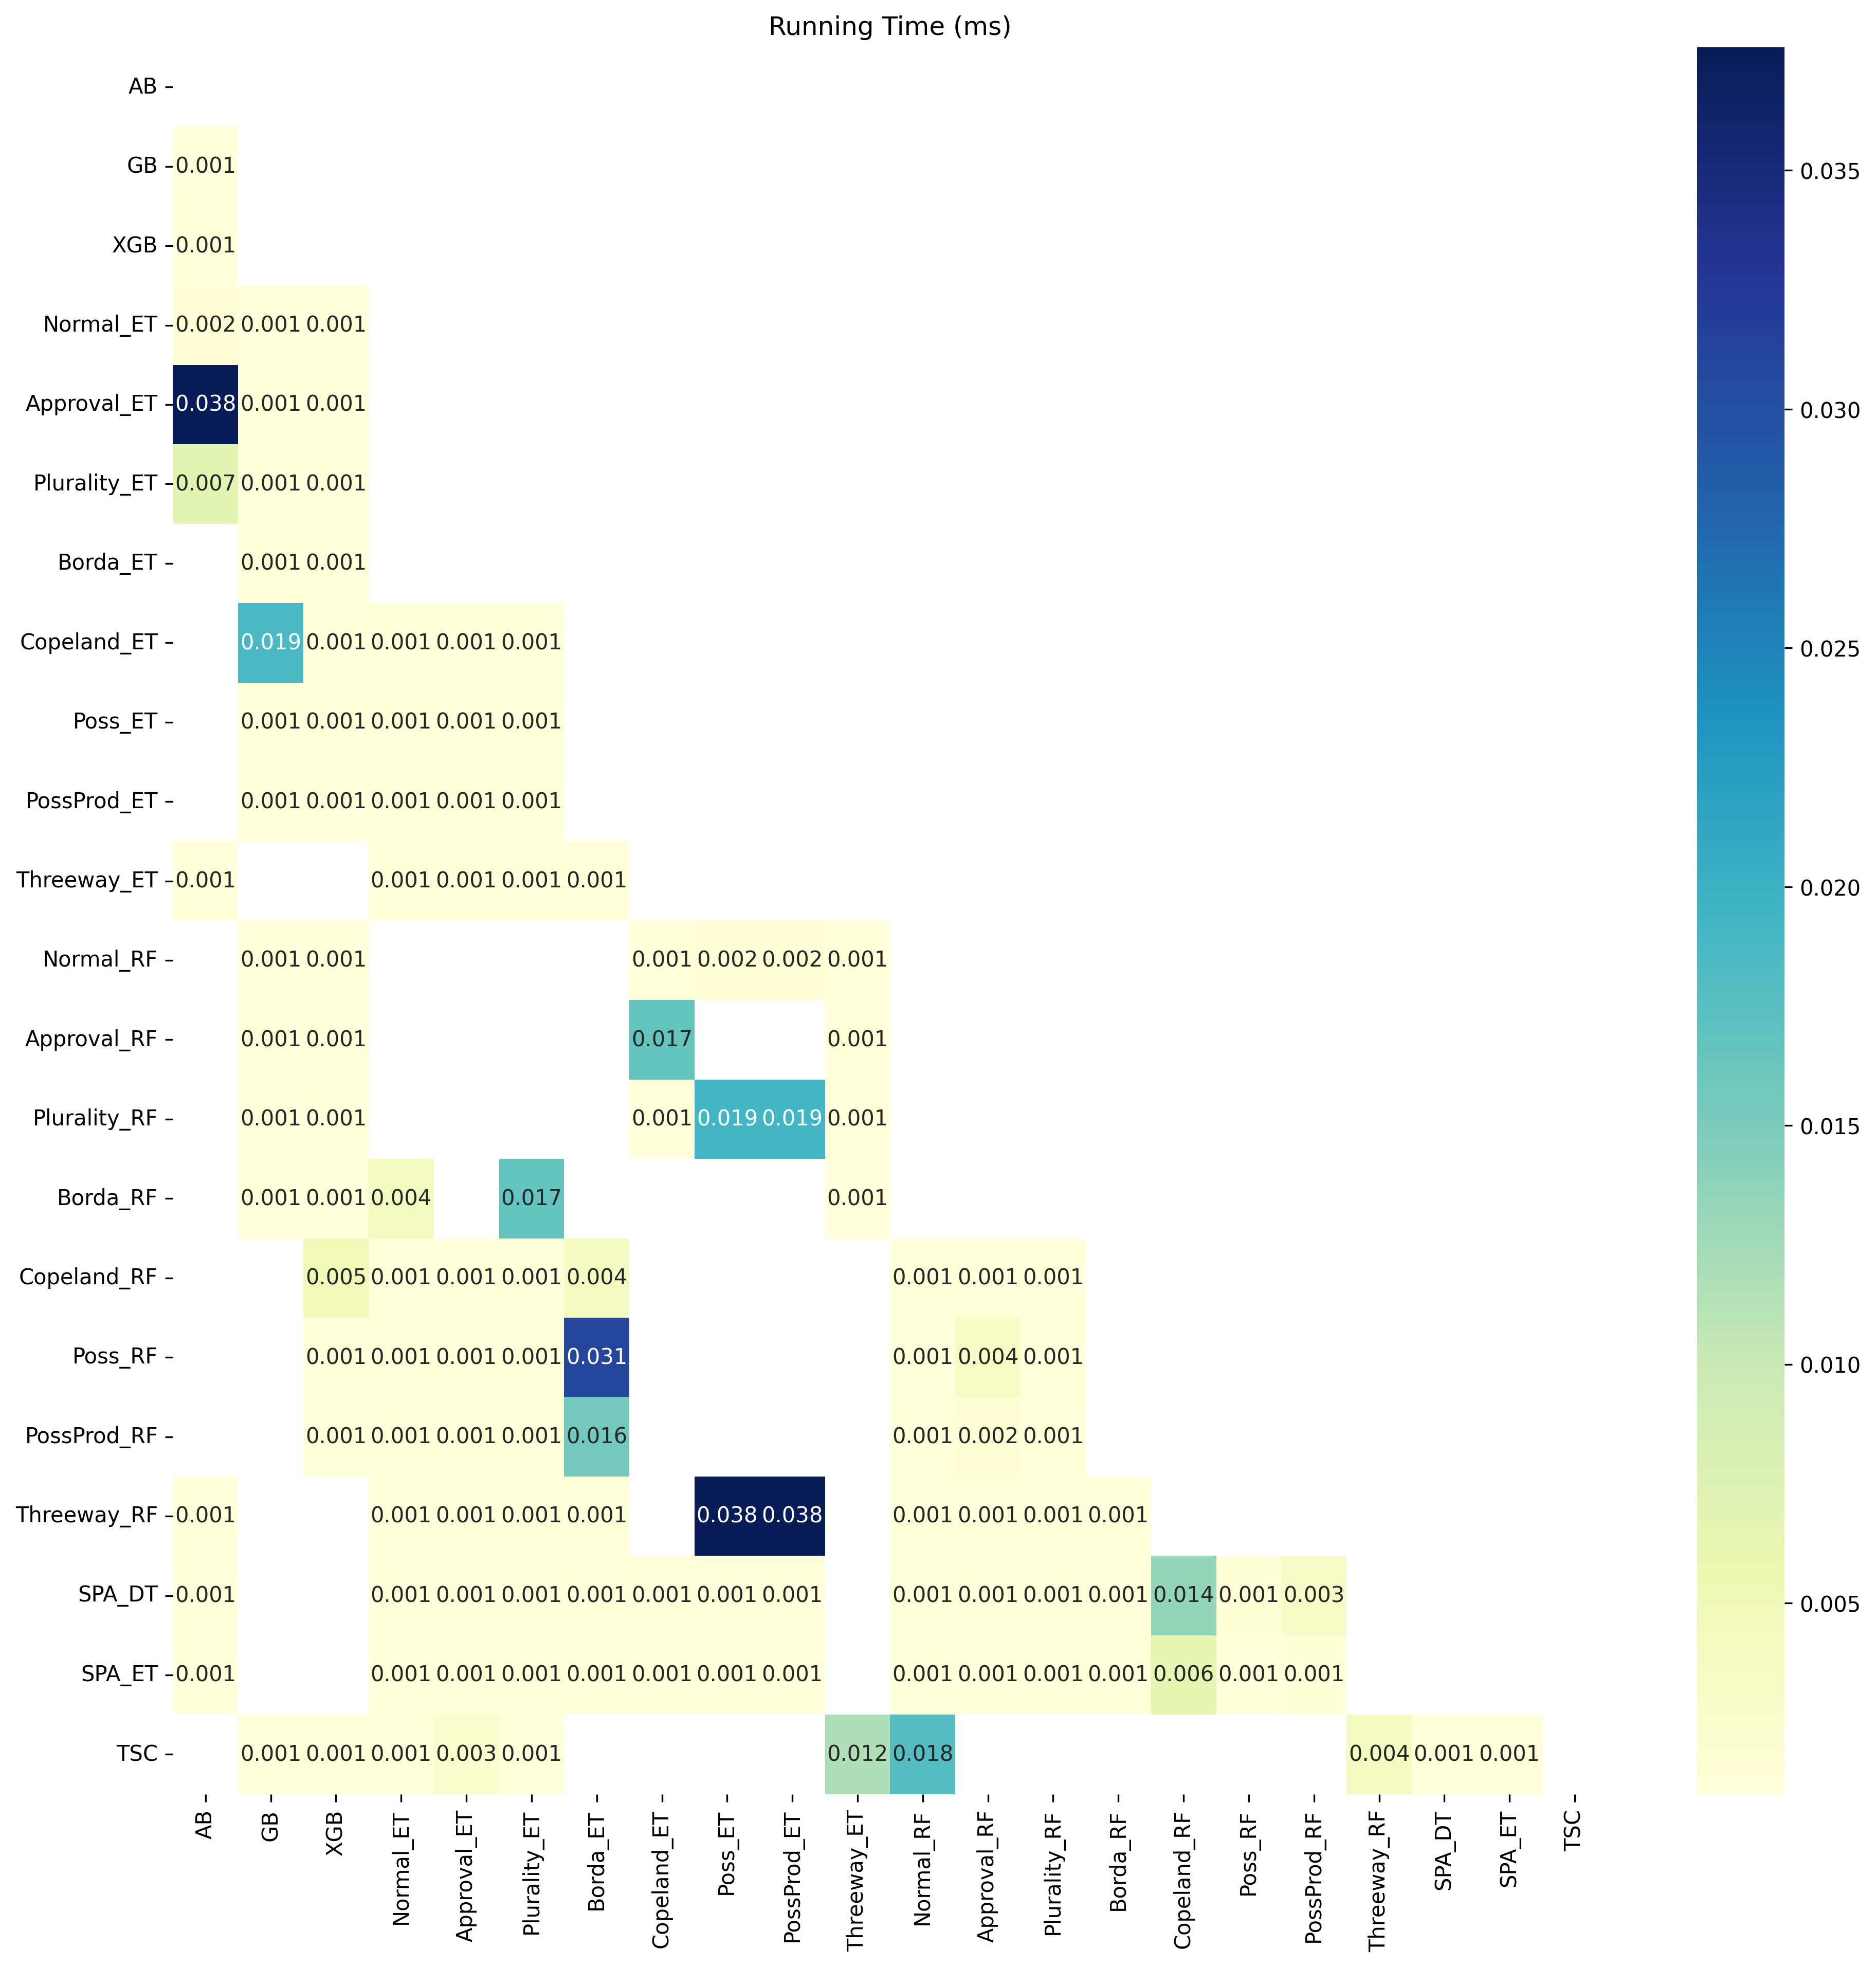 Running Time (ms)
AB
GB 0.001
XGB 0.001
Normal_ET 0.002 0.001 0.001
Approval_ET 0.038 0.001 0.001
Plurality_ET 0.007 0.001 0.001
Borda_ET 0.001 0.001
Copeland_ET 0.019 0.001 0.001 0.001 0.001
Poss_ET 0.001 0.001 0.001 0.001 0.001
PossProd_ET 0.001 0.001 0.001 0.001 0.001
Threeway_ET 0.001 0.001 0.001 0.001 0.001
Normal_RF 0.001 0.001 0.001 0.002 0.002 0.001
Approval_RF 0.001 0.001 0.017 0.001
Plurality_RF 0.001 0.001 0.001 0.019 0.019 0.001
Borda_RF 0.001 0.001 0.004 0.017 0.001
Copeland_RF 0.005 0.001 0.001 0.001 0.004 0.001 0.001 0.001
Poss_RF 0.001 0.001 0.001 0.001 0.031 0.001 0.004 0.001
PossProd_RF 0.001 0.001 0.001 0.001 0.016 0.001 0.002 0.001
Threeway_RF 0.001 0.001 0.001 0.001 0.001 0.038 0.038 0.001 0.001 0.001 0.001
SPA_DT 0.001 0.001 0.001 0.001 0.001 0.001 0.001 0.001 0.001 0.001 0.001 0.001 0.014 0.001 0.003
SPA_ET 0.001 0.001 0.001 0.001 0.001 0.001 0.001 0.001 0.001 0.001 0.001 0.001 0.006 0.001 0.001
TSC 0.001 0.001 0.001 0.003 0.001 0.012 0.018 0.004 0.001 0.001
AB
GB
XGB
Normal_ET
Approval_ET
Plurality_ET
Borda_ET
Copeland_ET
Poss_ET
PossProd_ET
Threeway_ET
Normal_RF
Approval_RF
Plurality_RF
Borda_RF
Copeland_RF
Poss_RF
PossProd_RF
Threeway_RF
SPA_DT
SPA_ET
TSC
0.035
0.030
0.025
0.020
0.015
0.010
0.005